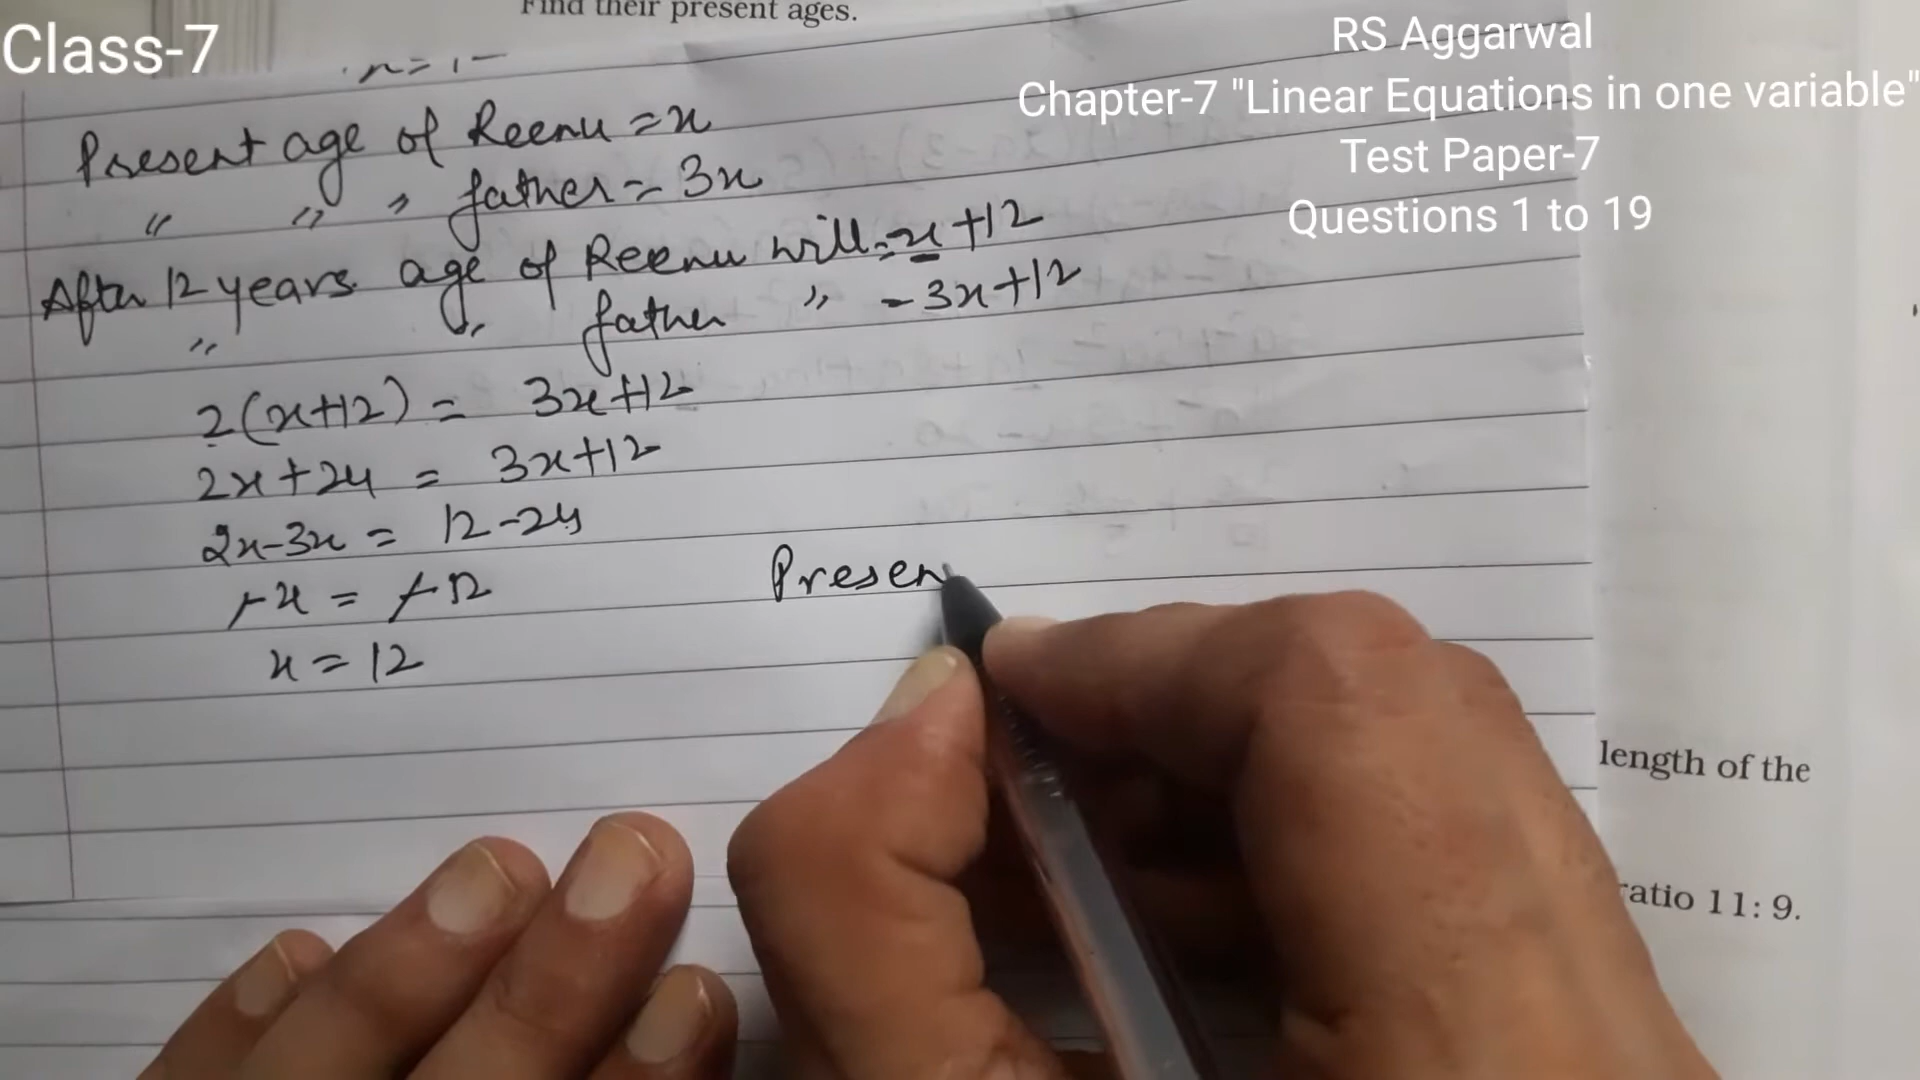 Find their present ages.
Class-7
RS Aggarwal
Chapter-7 "Linear Equations in one variable"
Test Paper-7
Questions 1 to 19
Present age of Reenu = x
" " " father = 3x
After 12 years age of Reenu will = x+12
" " father " = 3x+12
2(x+12) = 3x+12
2x+24 = 3x+12
2x-3x = 12-24
-x = -12
x = 12
Presen
length of the
ratio 11: 9.